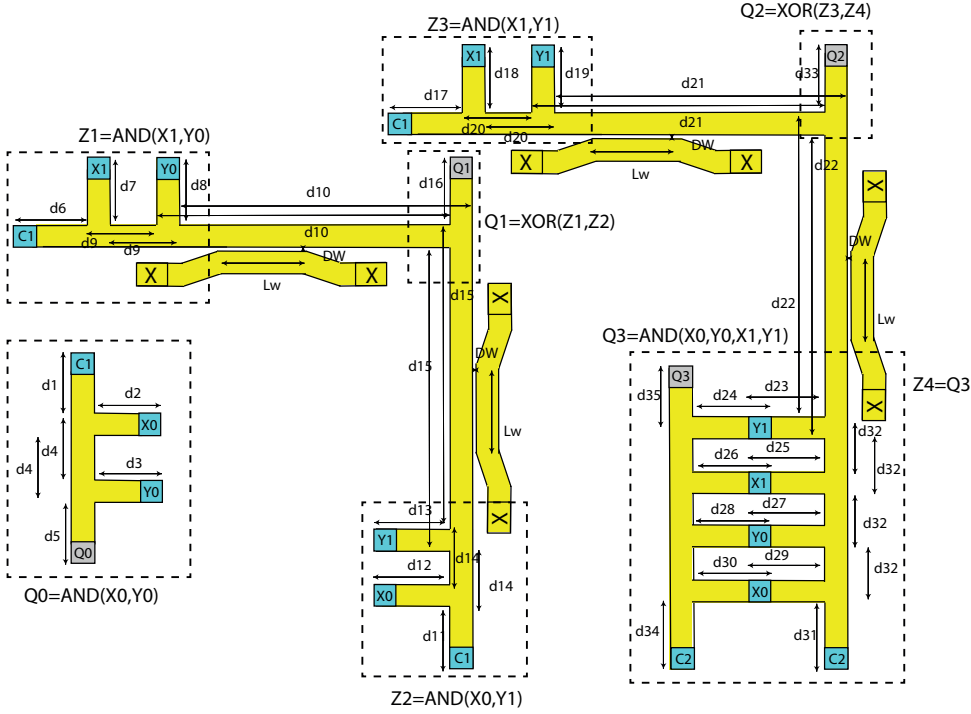 Q2=XOR(Z3,Z4)
Z3=AND(X1,Y1)
X1
d18
Y1
d19
d33
Q2
d21
d17
C1
d20
d20
d21
d22
DW
Lw
X
X
Z1=AND(X1,Y0)
X1
d7
Y0
d8
d10
d16
Q1
d6
C1
d9
d9
d10
Q1=XOR(Z1,Z2)
DW
Lw
X
X
d15
d15
X
DW
Lw
X
X
DW
Lw
X
d22
Q3=AND(X0,Y0,X1,Y1)
Z4=Q3
C1
d1
d2
X0
d4
d4
d3
Y0
d5
Q0
Q0=AND(X0,Y0)
d13
Y1
d14
d12
d14
X0
d11
C1
Z2=AND(X0,Y1)
Q3
d35
d23
d24
Y1
d32
d25
d26
d32
X1
d27
d28
d32
Y0
d29
d30
d32
X0
d34
d31
C2
C2